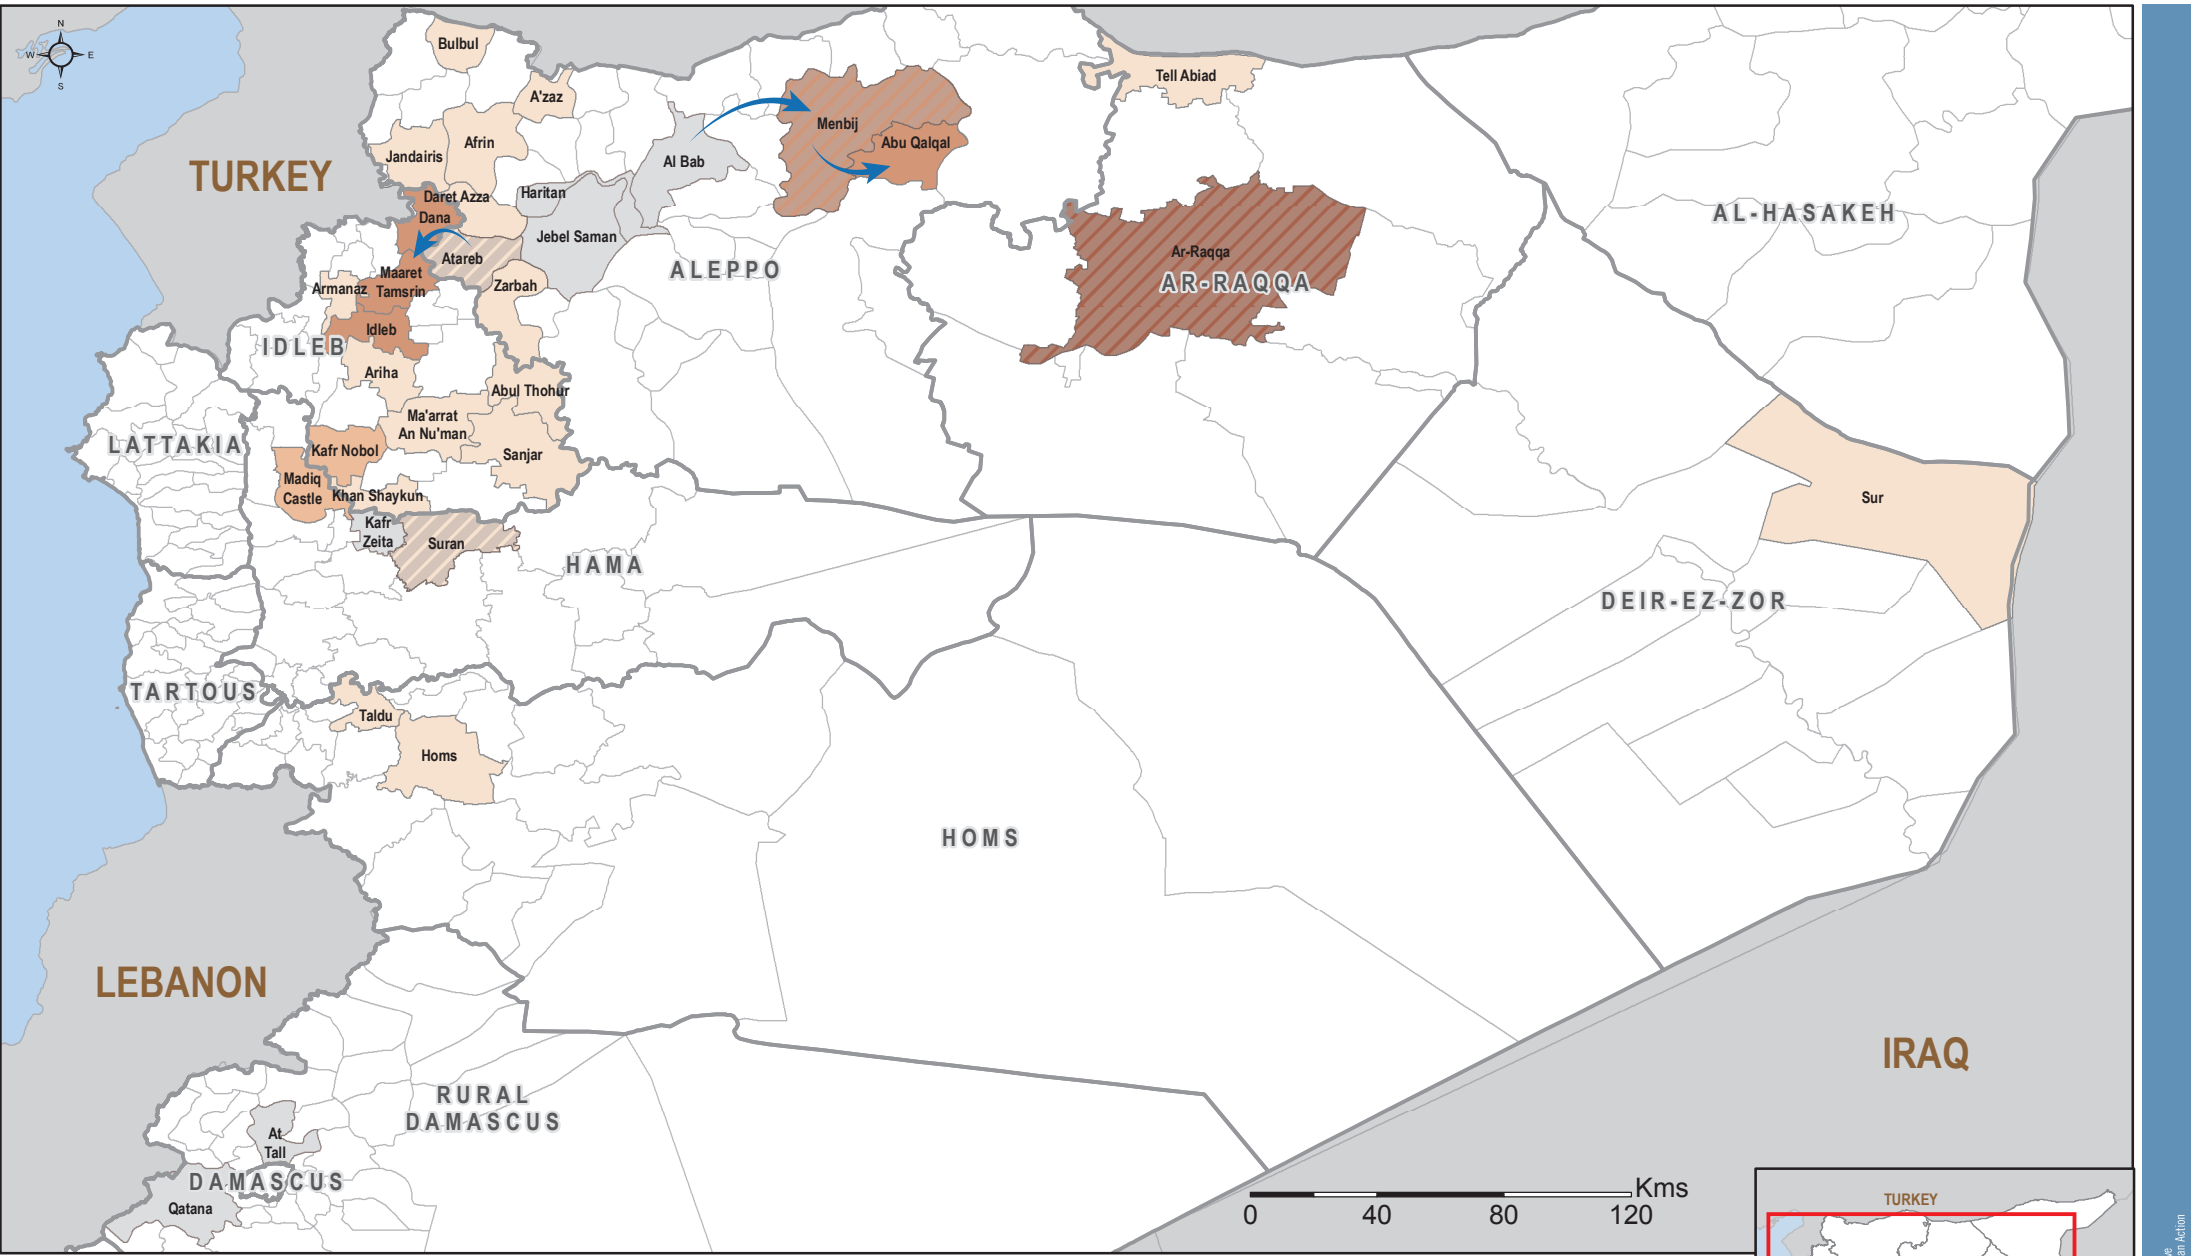 N
W
E
S
Bulbul
A'zaz
Tell Abiad
Menbij
Abu Qalqal
Afrin
Jandairis
Al Bab
TURKEY
Daret Azza
Haritan
Dana
Jebel Saman
AL-HASAKEH
Atareb
ALEPPO
Ar-Raqqa
AR-RAQQA
Maaret
Tamsrin
Armanaz
Zarbah
Idleb
IDLEB
Ariha
Abul Thohur
Ma'arrat
An Nu'man
LATTAKIA
Kafr Nobol
Sanjar
Madiq
Castle
Khan Shaykun
Sur
Kafr
Zeita
Suran
HAMA
DEIR-EZ-ZOR
TARTOUS
Taldu
Homs
HOMS
LEBANON
IRAQ
RURAL
DAMASCUS
At
Tall
DAMASCUS
Qatana
Kms
0 40 80 120
TURKEY
an Action